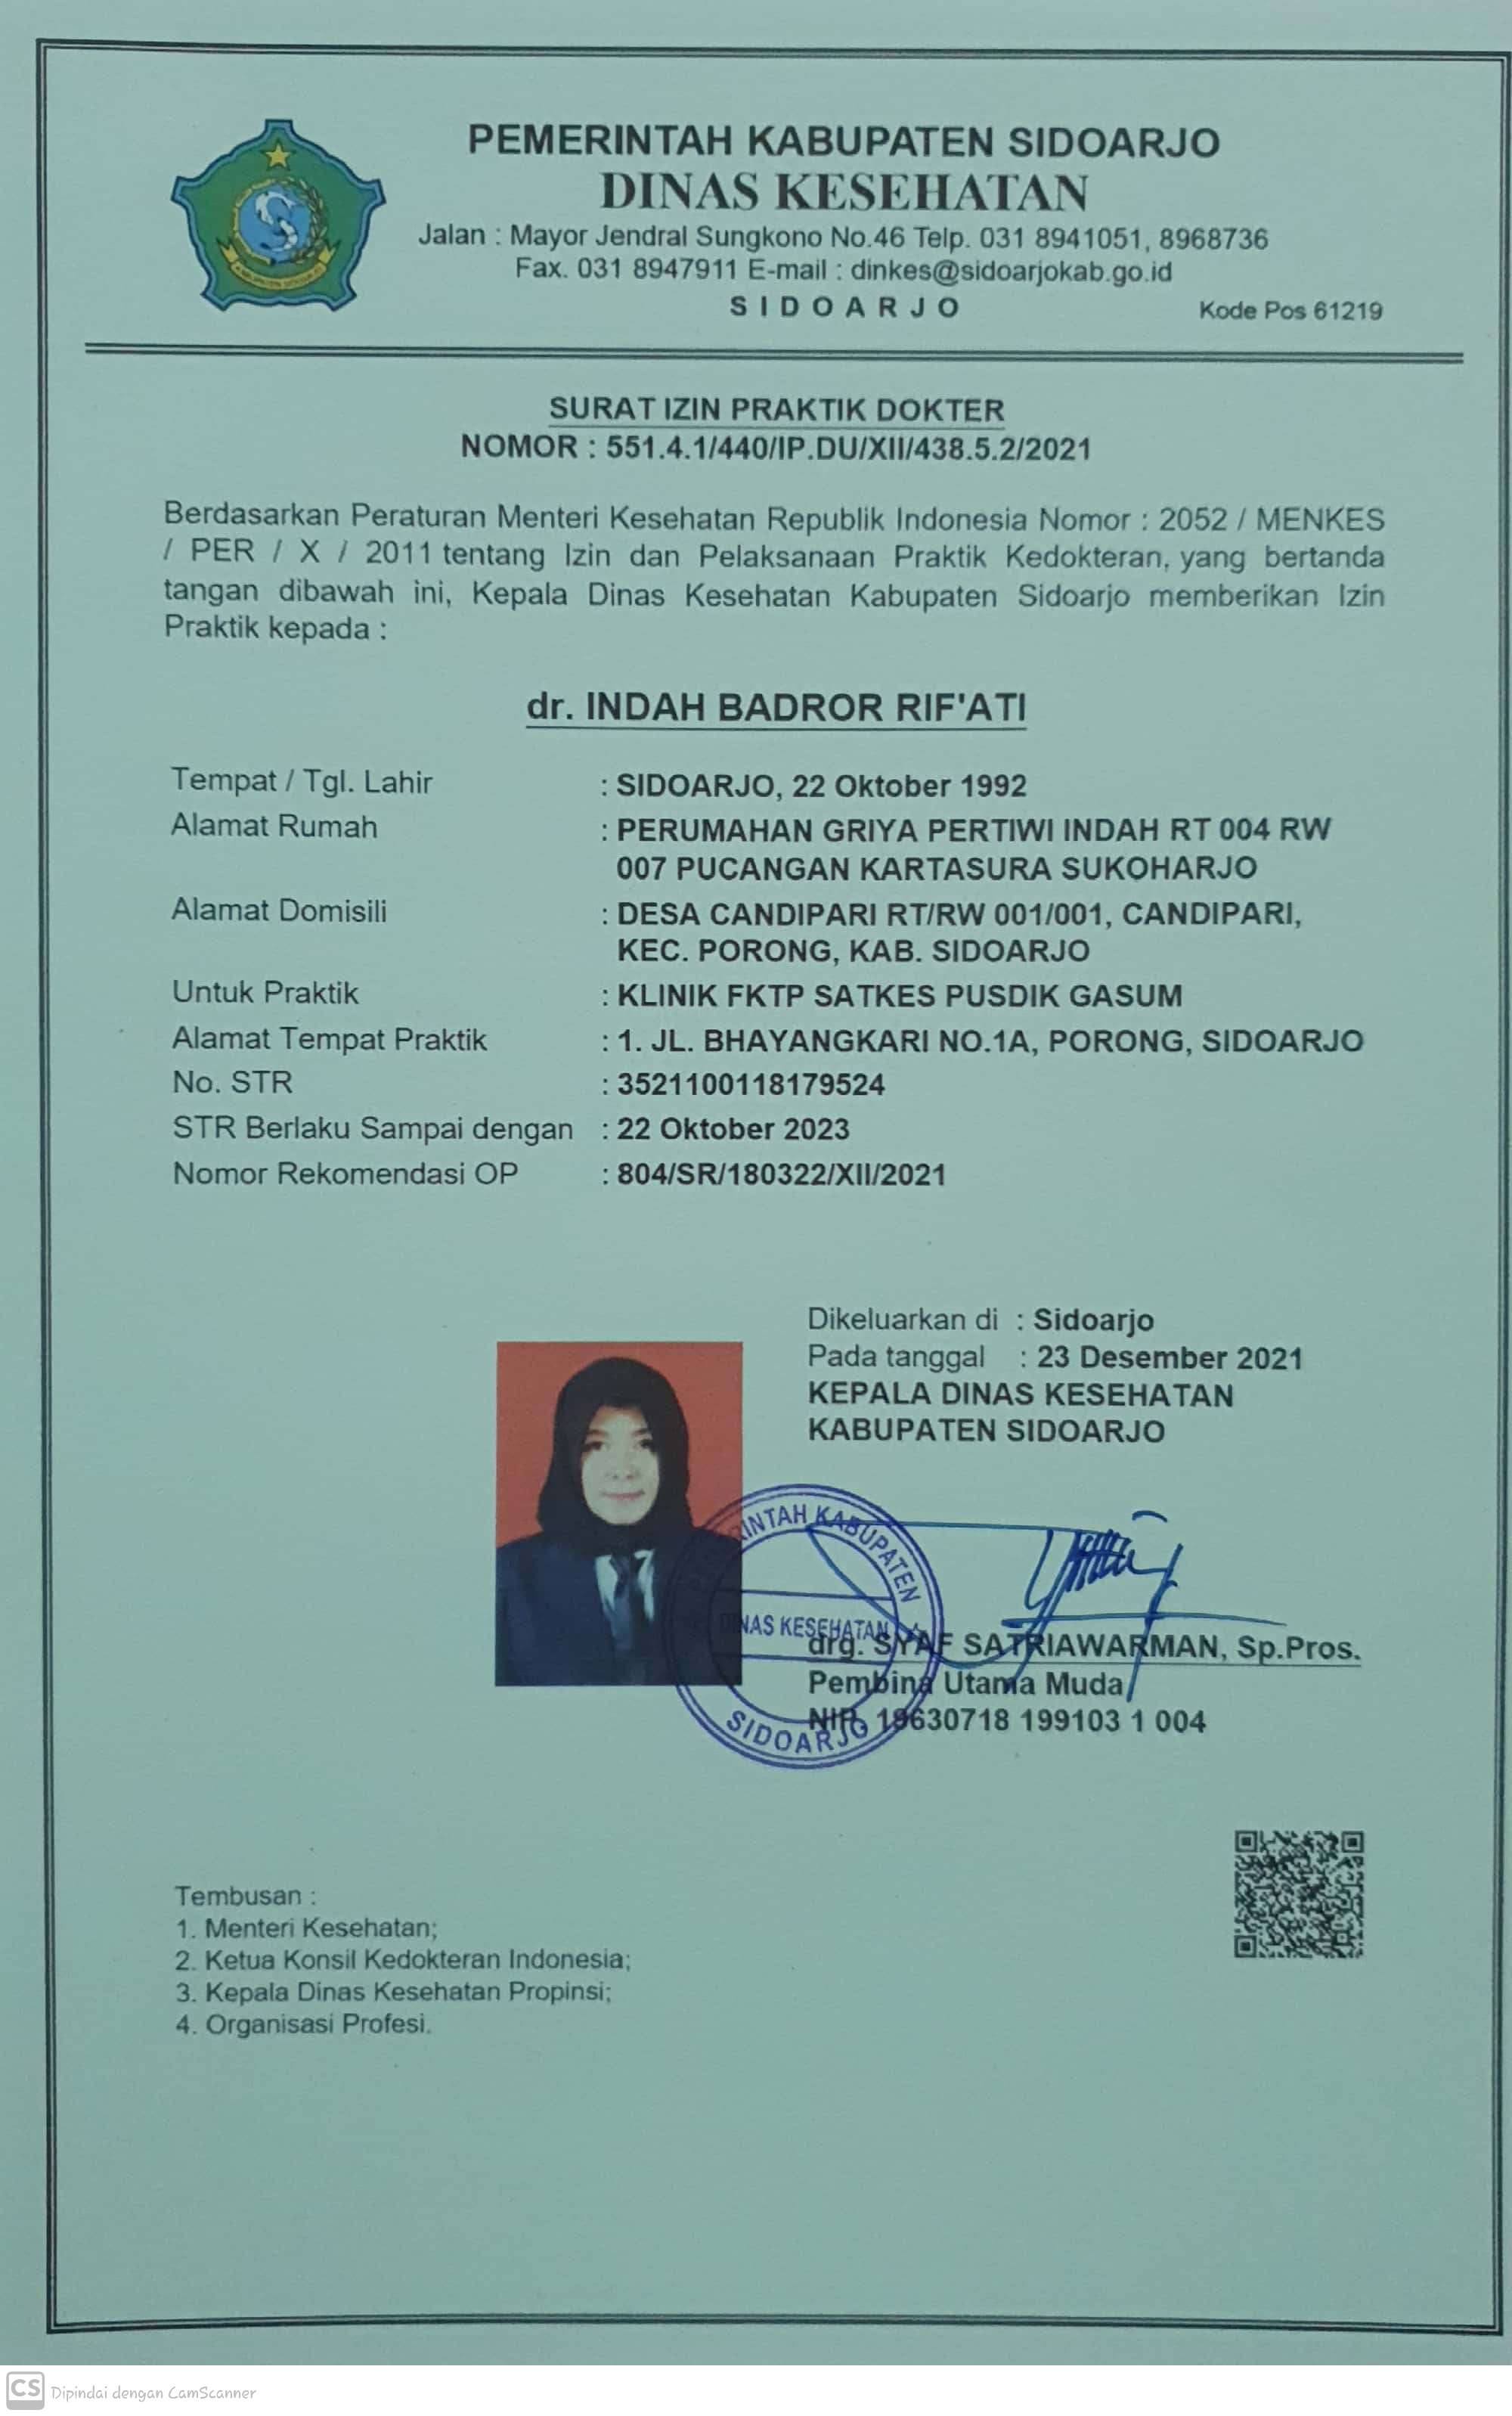 PEMERINTAH KABUPATEN SIDOARJO
DINAS KESEHATAN
Jalan : Mayor Jendral Sungkono No.46 Telp. 031 8941051, 8968736
Fax. 031 8947911 E-mail : dinkes@sidoarjokab.go.id
S I D O A R J O
Kode Pos 61219
SURAT IZIN PRAKTIK DOKTER
NOMOR : 551.4.1/440/IP.DU/XII/438.5.2/2021
Berdasarkan Peraturan Menteri Kesehatan Republik Indonesia Nomor : 2052 / MENKES
/ PER / X / 2011 tentang Izin dan Pelaksanaan Praktik Kedokteran, yang bertanda
tangan dibawah ini, Kepala Dinas Kesehatan Kabupaten Sidoarjo memberikan Izin
Praktik kepada :
dr. INDAH BADROR RIF'ATI
Tempat / Tgl. Lahir : SIDOARJO, 22 Oktober 1992
Alamat Rumah : PERUMAHAN GRIYA PERTIWI INDAH RT 004 RW
007 PUCANGAN KARTASURA SUKOHARJO
Alamat Domisili : DESA CANDIPARI RT/RW 001/001, CANDIPARI,
KEC. PORONG, KAB. SIDOARJO
Untuk Praktik : KLINIK FKTP SATKES PUSDIK GASUM
Alamat Tempat Praktik : 1. JL. BHAYANGKARI NO.1A, PORONG, SIDOARJO
No. STR : 3521100118179524
STR Berlaku Sampai dengan : 22 Oktober 2023
Nomor Rekomendasi OP : 804/SR/180322/XII/2021
Dikeluarkan di : Sidoarjo
Pada tanggal : 23 Desember 2021
KEPALA DINAS KESEHATAN
KABUPATEN SIDOARJO
KABUPATEN
DINAS KESEHATAN
SIDOARJO
drg. SYAF SATRIAWARMAN, Sp.Pros.
Pembina Utama Muda
NIP. 19630718 199103 1 004
Tembusan :
1. Menteri Kesehatan;
2. Ketua Konsil Kedokteran Indonesia;
3. Kepala Dinas Kesehatan Propinsi;
4. Organisasi Profesi.
CS Dipindai dengan CamScanner